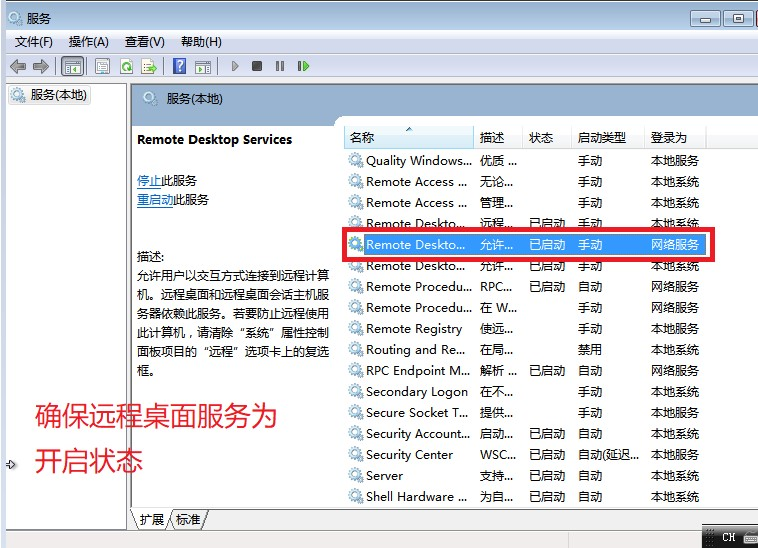 服务
文件(F) 操作(A) 查看(V) 帮助(H)
服务(本地)
服务(本地)
Remote Desktop Services
停止此服务
重启动此服务
描述:
允许用户以交互方式连接到远程计算
机。远程桌面和远程桌面会话主机服
务器依赖此服务。若要防止远程使用
此计算机，请清除“系统”属性控制
面板项目的“远程”选项卡上的复选
框。
名称 描述 状态 启动类型 登录为
Quality Windows... 优质 ... 手动 本地服务
Remote Access ... 无论... 手动 本地系统
Remote Access ... 管理... 手动 本地系统
Remote Deskto... 远程... 已启动 手动 本地系统
Remote Deskto... 允许... 已启动 手动 网络服务
Remote Deskto... 允许... 已启动 手动 本地系统
Remote Procedu... RPC... 已启动 自动 网络服务
Remote Procedu... 在 W... 手动 网络服务
Remote Registry 使远... 手动 本地服务
Routing and Re... 在局... 禁用 本地系统
RPC Endpoint M... 解析 ... 已启动 自动 网络服务
Secondary Logon 在不... 手动 本地系统
Secure Socket T... 提供... 手动 本地服务
Security Account... 启动... 已启动 自动 本地系统
Security Center WSC... 已启动 自动(延迟... 本地服务
Server 支持... 已启动 自动 本地系统
Shell Hardware ... 为自... 已启动 自动 本地系统
确保远程桌面服务为
开启状态
扩展 标准
CH